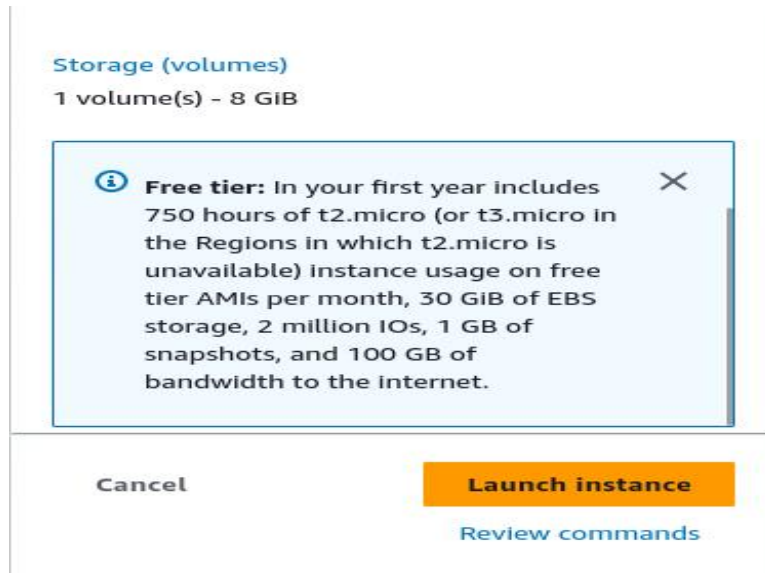 Storage (volumes)
1 volume(s) - 8 GiB
Free tier: In your first year includes
750 hours of t2.micro (or t3.micro in
the Regions in which t2.micro is
unavailable) instance usage on free
tier AMIs per month, 30 GiB of EBS
storage, 2 million IOs, 1 GB of
snapshots, and 100 GB of
bandwidth to the internet.
Cancel
Launch instance
Review commands